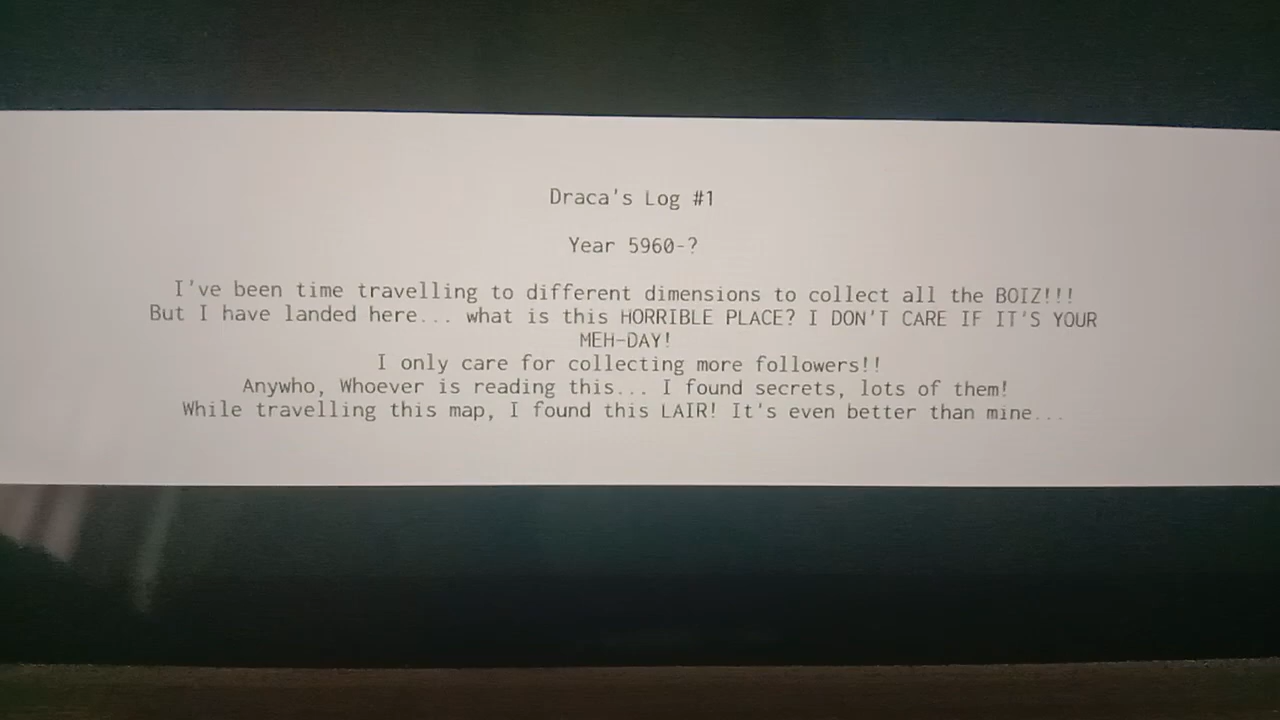 Draca's Log #1
Year 5960-?
I've been time travelling to different dimensions to collect all the BOIZ!!!
But I have landed here... what is this HORRIBLE PLACE? I DON'T CARE IF IT'S YOUR
MEH-DAY!
I only care for collecting more followers!!
Anywho, Whoever is reading this... I found secrets, lots of them!
While travelling this map, I found this LAIR! It's even better than mine...